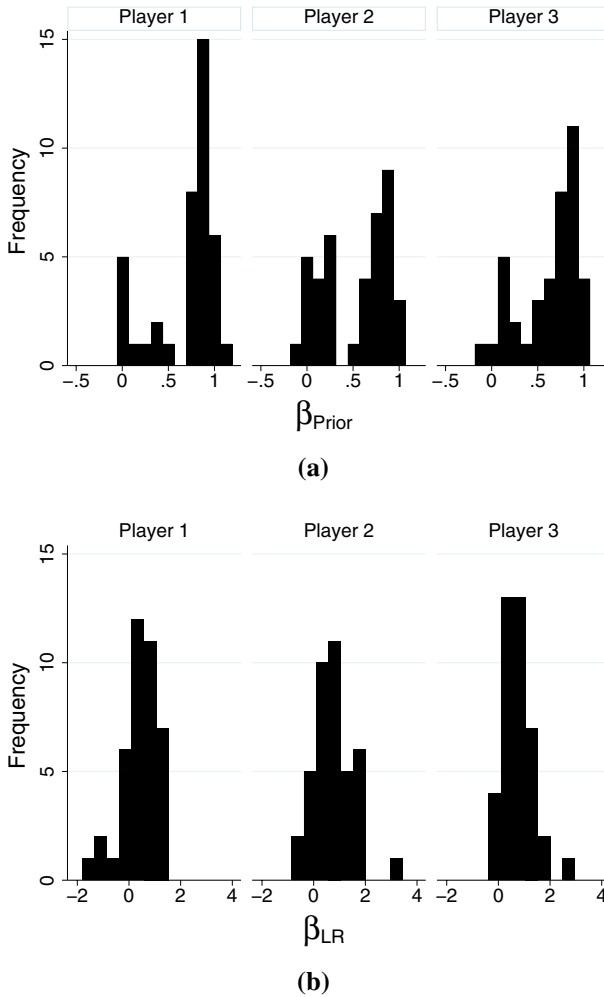 Player 1 Player 2 Player 3
15
10
5
0
Frequency
-.5 0 .5 1 -.5 0 .5 1 -.5 0 .5 1
βPrior
(a)
Player 1 Player 2 Player 3
15
10
5
0
Frequency
-2 0 2 4 -2 0 2 4 -2 0 2 4
βLR
(b)